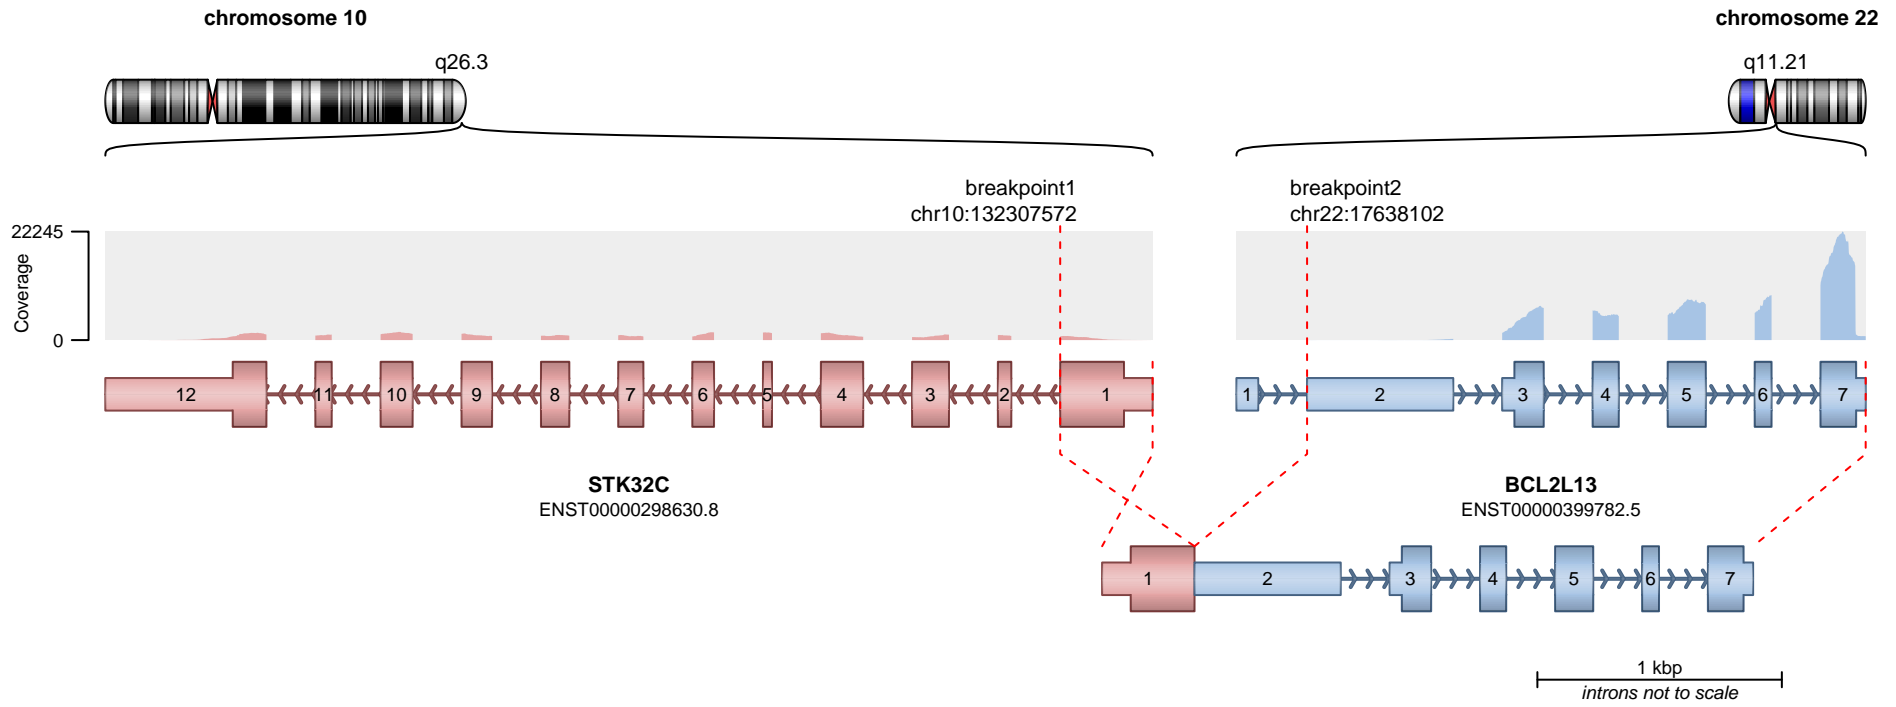 chromosome 10
chromosome 22
q26.3
q11.21
breakpoint1
chr10:132307572
breakpoint2
chr22:17638102
22245
Coverage
0
12 11 10 9 8 7 6 5 4 3 2 1
1 2 3 4 5 6 7
STK32C
ENST00000298630.8
BCL2L13
ENST00000399782.5
1 2 3 4 5 6 7
1 kbp
introns not to scale